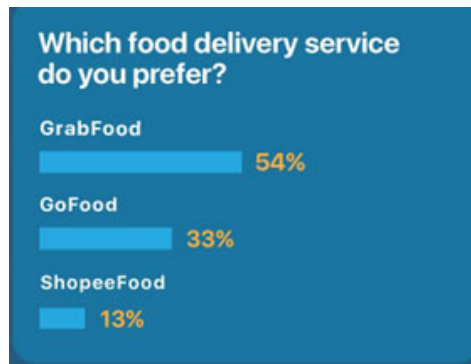 Which food delivery service
do you prefer?
GrabFood
54%
GoFood
33%
ShopeeFood
13%